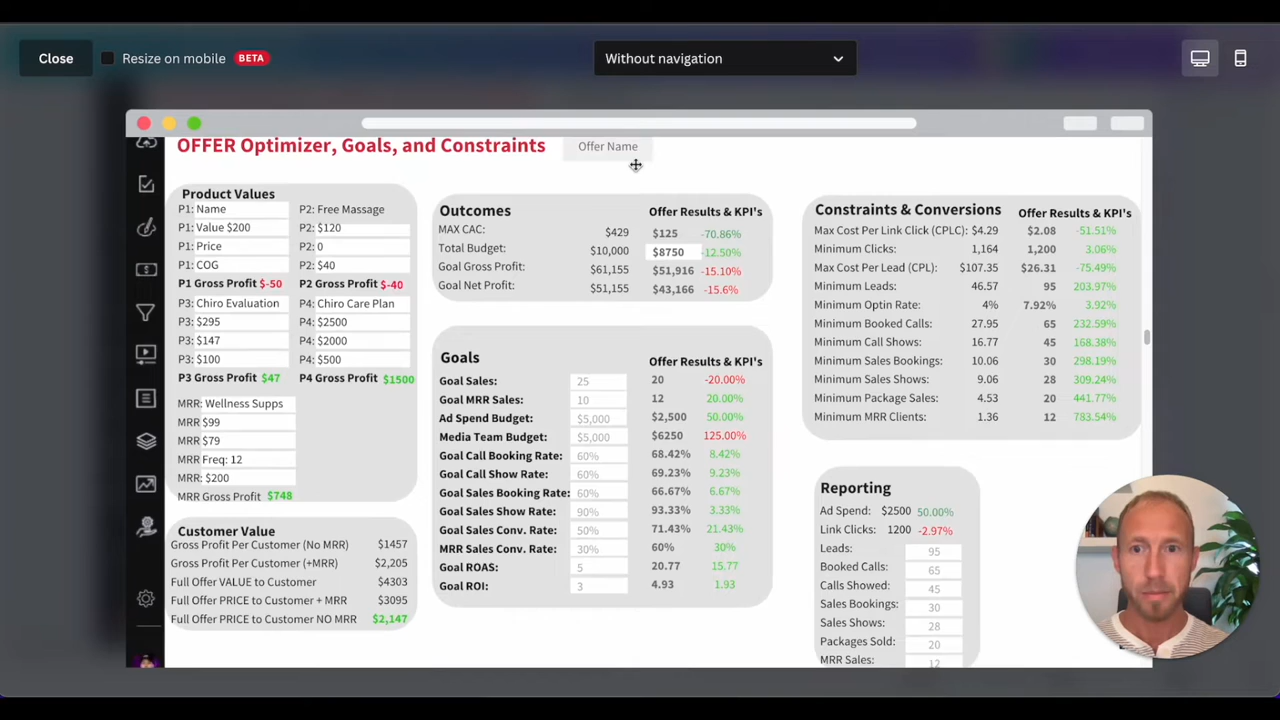 Close
Resize on mobile BETA
Without navigation
OFFER Optimizer, Goals, and Constraints
Offer Name
Product Values
P1: Name P2: Free Massage
P1: Value $200 P2: $120
P1: Price P2: 0
P1: COG P2: $40
P1 Gross Profit $-50 P2 Gross Profit $-40
P3: Chiro Evaluation P4: Chiro Care Plan
P3: $295 P4: $2500
P3: $147 P4: $2000
P3: $100 P4: $500
P3 Gross Profit $47 P4 Gross Profit $1500
MRR: Wellness Supps
MRR $99
MRR $79
MRR Freq: 12
MRR: $200
MRR Gross Profit $748
Customer Value
Gross Profit Per Customer (No MRR) $1457
Gross Profit Per Customer (+MRR) $2,205
Full Offer VALUE to Customer $4303
Full Offer PRICE to Customer + MRR $3095
Full Offer PRICE to Customer NO MRR $2,147
Outcomes Offer Results & KPI's
MAX CAC: $429 $125 -70.86%
Total Budget: $10,000 $8750 -12.50%
Goal Gross Profit: $61,155 $51,916 -15.10%
Goal Net Profit: $51,155 $43,166 -15.6%
Goals Offer Results & KPI's
Goal Sales: 25 20 -20.00%
Goal MRR Sales: 10 12 20.00%
Ad Spend Budget: $5,000 $2,500 50.00%
Media Team Budget: $5,000 $6250 125.00%
Goal Call Booking Rate: 60% 68.42% 8.42%
Goal Call Show Rate: 60% 69.23% 9.23%
Goal Sales Booking Rate: 60% 66.67% 6.67%
Goal Sales Show Rate: 90% 93.33% 3.33%
Goal Sales Conv. Rate: 50% 71.43% 21.43%
MRR Sales Conv. Rate: 30% 60% 30%
Goal ROAS: 5 20.77 15.77
Goal ROI: 3 4.93 1.93
Constraints & Conversions Offer Results & KPI's
Max Cost Per Link Click (CPLC): $4.29 $2.08 -51.51%
Minimum Clicks: 1,164 1,200 3.06%
Max Cost Per Lead (CPL): $107.35 $26.31 -75.49%
Minimum Leads: 46.57 95 203.97%
Minimum Optin Rate: 4% 7.92% 3.92%
Minimum Booked Calls: 27.95 65 232.59%
Minimum Call Shows: 16.77 45 168.38%
Minimum Sales Bookings: 10.06 30 298.19%
Minimum Sales Shows: 9.06 28 309.24%
Minimum Package Sales: 4.53 20 441.77%
Minimum MRR Clients: 1.36 12 783.54%
Reporting
Ad Spend: $2500 50.00%
Link Clicks: 1200 -2.97%
Leads: 95
Booked Calls: 65
Calls Showed: 45
Sales Bookings: 30
Sales Shows: 28
Packages Sold: 20
MRR Sales: 12